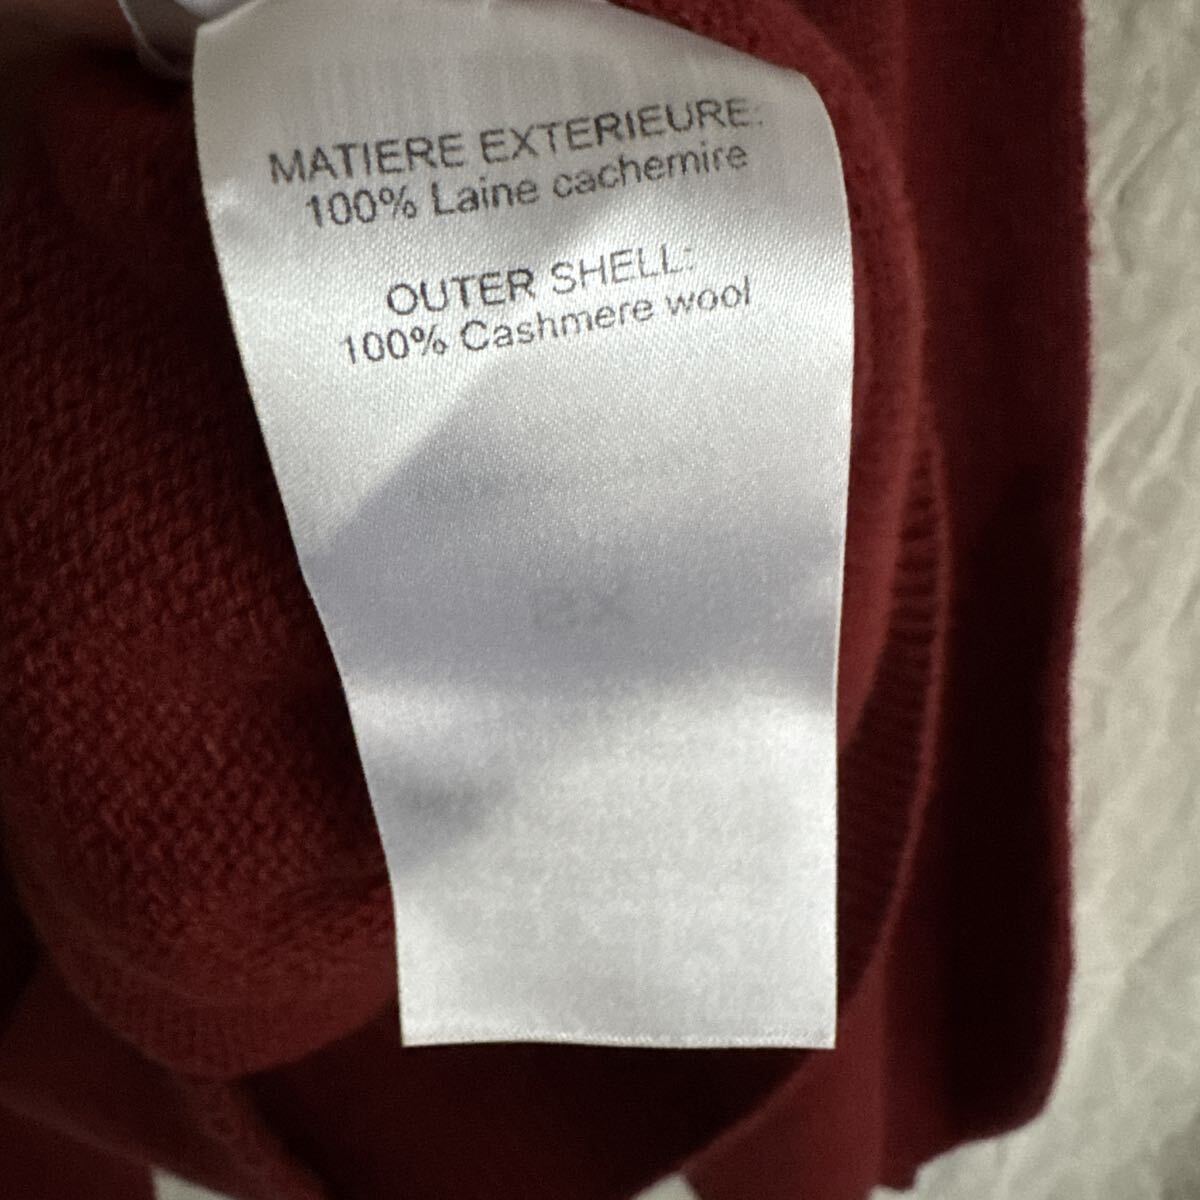 MATIERE EXTERIEURE:
100% Laine cachemire
OUTER SHELL:
100% Cashmere wool